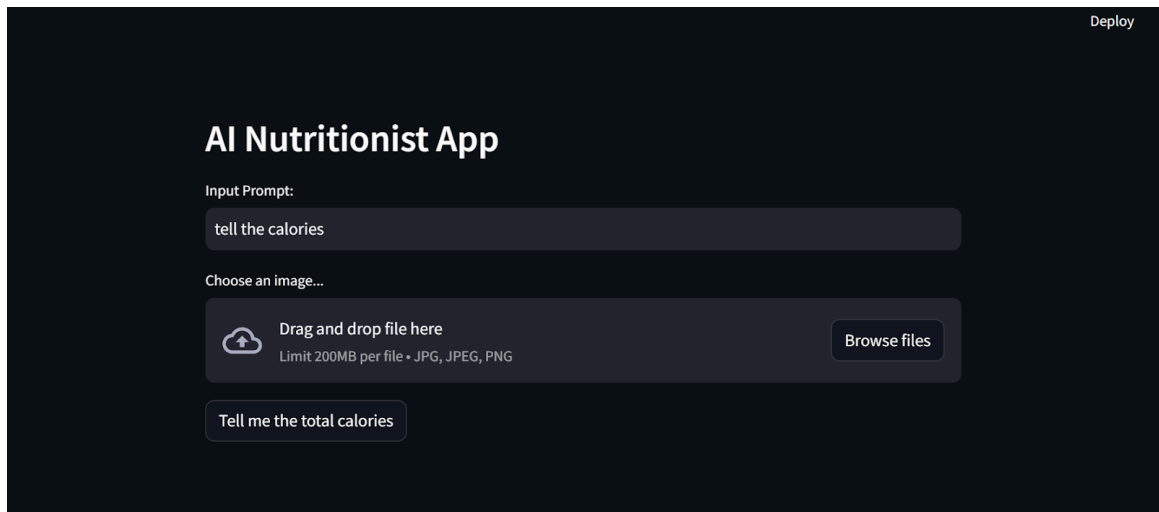 Deploy
AI Nutritionist App
Input Prompt:
tell the calories
Choose an image...
Drag and drop file here
Limit 200MB per file • JPG, JPEG, PNG
Browse files
Tell me the total calories